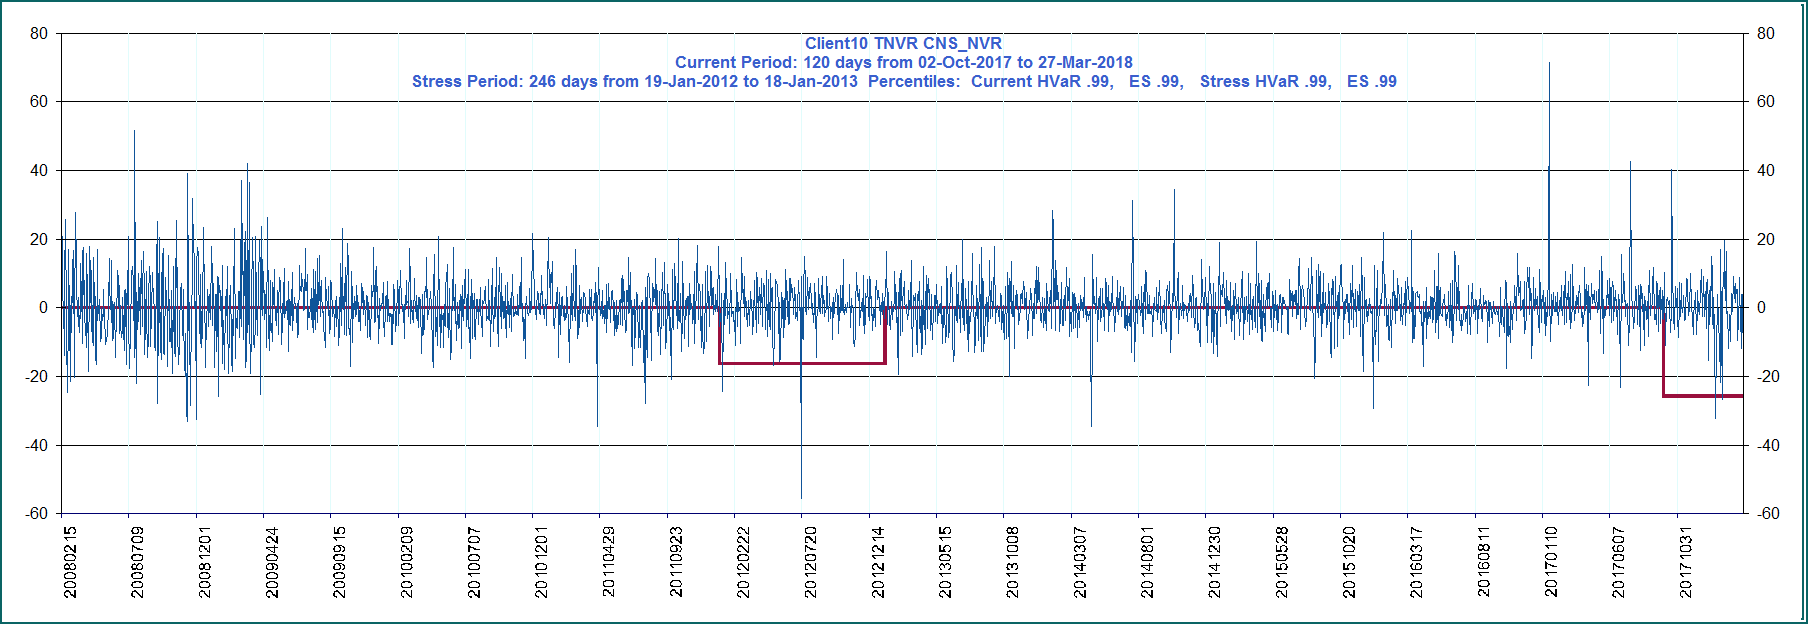 Client10 TNVR CNS_NVR
Current Period: 120 days from 02-Oct-2017 to 27-Mar-2018
Stress Period: 246 days from 19-Jan-2012 to 18-Jan-2013  Percentiles:  Current HVaR .99,   ES .99,   Stress HVaR .99,   ES .99
80 80
60 60
40 40
20 20
0 0
-20 -20
-40 -40
-60 -60
20080215 20080709 20081201 20090424 20090915 20100209 20100707 20101201 20110429 20110923 20120222 20120720 20121214 20130515 20131008 20140307 20140801 20141230 20150528 20151020 20160317 20160811 20170110 20170607 20171031